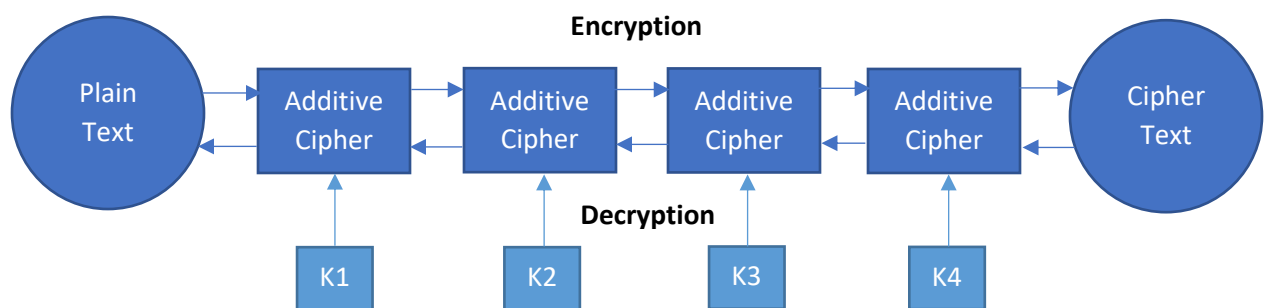 Encryption
Plain
Text
Additive
Cipher
Additive
Cipher
Additive
Cipher
Additive
Cipher
Cipher
Text
Decryption
K1
K2
K3
K4